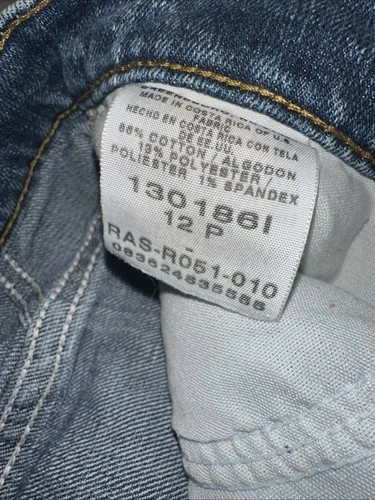 MADE IN COSTA RICA OF U.S.
FABRIC
HECHO EN COSTA RICA CON TELA
DE EE.UU.
86% COTTON / ALGODON
13% POLYESTER /
POLIESTER 1% SPANDEX
130186I
12 P
-
RAS-R051-010